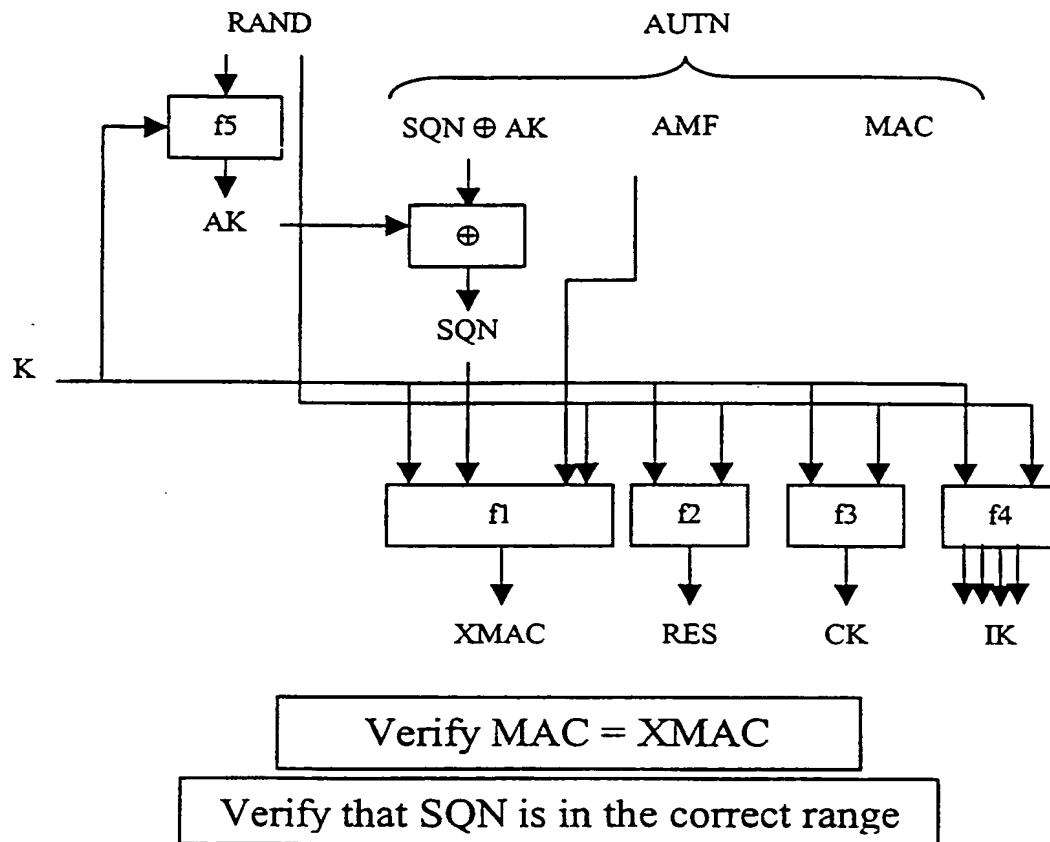 RAND AUTN
f5 SQN ⊕ AK AMF MAC
AK ⊕
SQN
K
f1 f2 f3 f4
XMAC RES CK IK
Verify MAC = XMAC
Verify that SQN is in the correct range